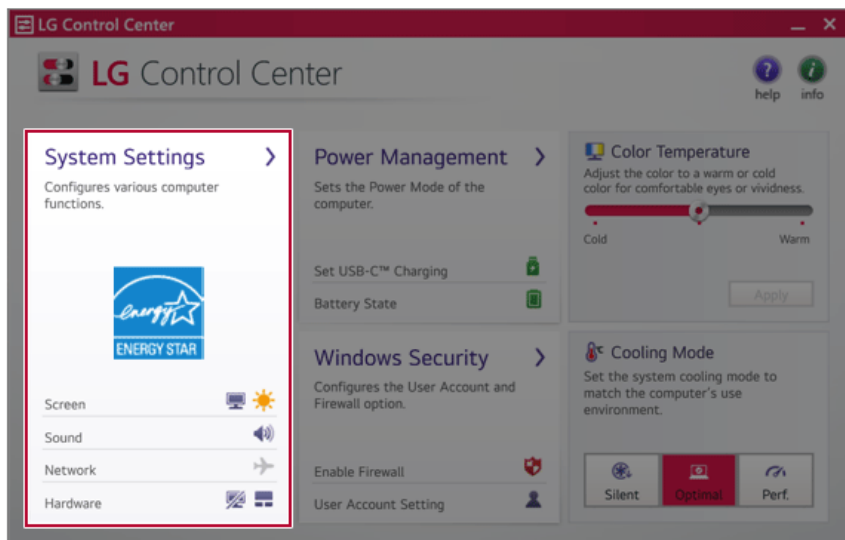 LG Control Center
LG Control Center
help info
System Settings
Configures various computer
functions.
energy
ENERGY STAR
Screen
Sound
Network
Hardware
Power Management
Sets the Power Mode of the
computer.
Set USB-C™ Charging
Battery State
Windows Security
Configures the User Account and
Firewall option.
Enable Firewall
User Account Setting
Color Temperature
Adjust the color to a warm or cold
color for comfortable eyes or vividness.
Cold Warm
Apply
Cooling Mode
Set the system cooling mode to
match the computer's use
environment.
Silent Optimal Perf.